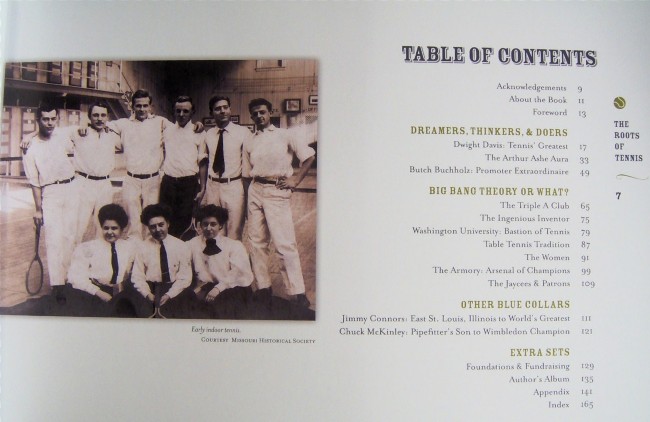 TABLE OF CONTENTS
Acknowledgements 9
About the Book 11
Foreword 13
DREAMERS, THINKERS, & DOERS
Dwight Davis: Tennis' Greatest 17
The Arthur Ashe Aura 33
Butch Buchholz: Promoter Extraordinaire 49
BIG BANG THEORY OR WHAT?
The Triple A Club 65
The Ingenious Inventor 75
Washington University: Bastion of Tennis 79
Table Tennis Tradition 87
The Women 91
The Armory: Arsenal of Champions 99
The Jaycees & Patrons 109
OTHER BLUE COLLARS
Jimmy Connors: East St. Louis, Illinois to World's Greatest 111
Chuck McKinley: Pipefitter's Son to Wimbledon Champion 121
EXTRA SETS
Foundations & Fundraising 129
Author's Album 135
Appendix 141
Index 165
THE
ROOTS
OF
TENNIS
7
Early indoor tennis.
COURTESY MISSOURI HISTORICAL SOCIETY